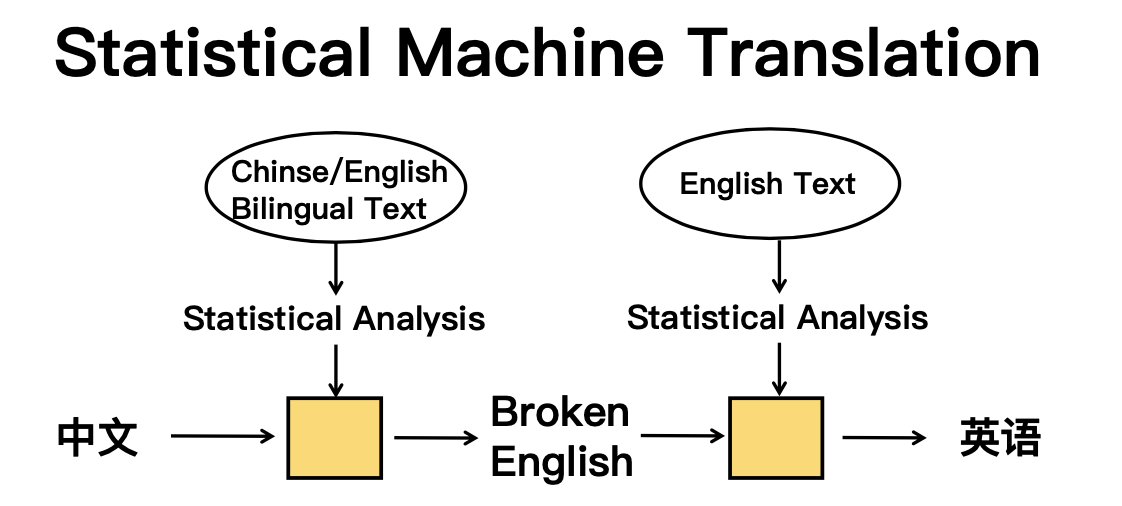 Statistical Machine Translation
Chinse/English
Bilingual Text
English Text
Statistical Analysis
Statistical Analysis
中文
Broken
English
英语